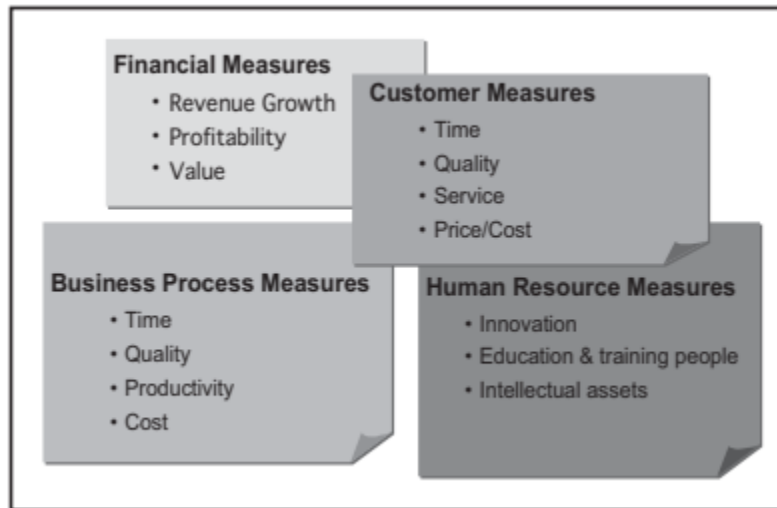 Financial Measures
• Revenue Growth
• Profitability
• Value
Customer Measures
• Time
• Quality
• Service
• Price/Cost
Business Process Measures
• Time
• Quality
• Productivity
• Cost
Human Resource Measures
• Innovation
• Education & training people
• Intellectual assets